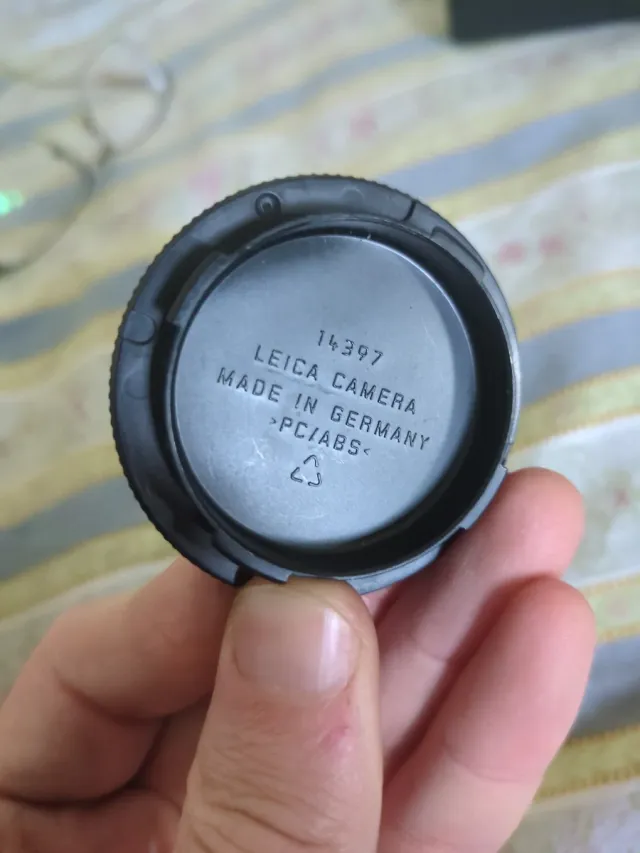 14397
LEICA CAMERA
MADE IN GERMANY
>PC/ABS<